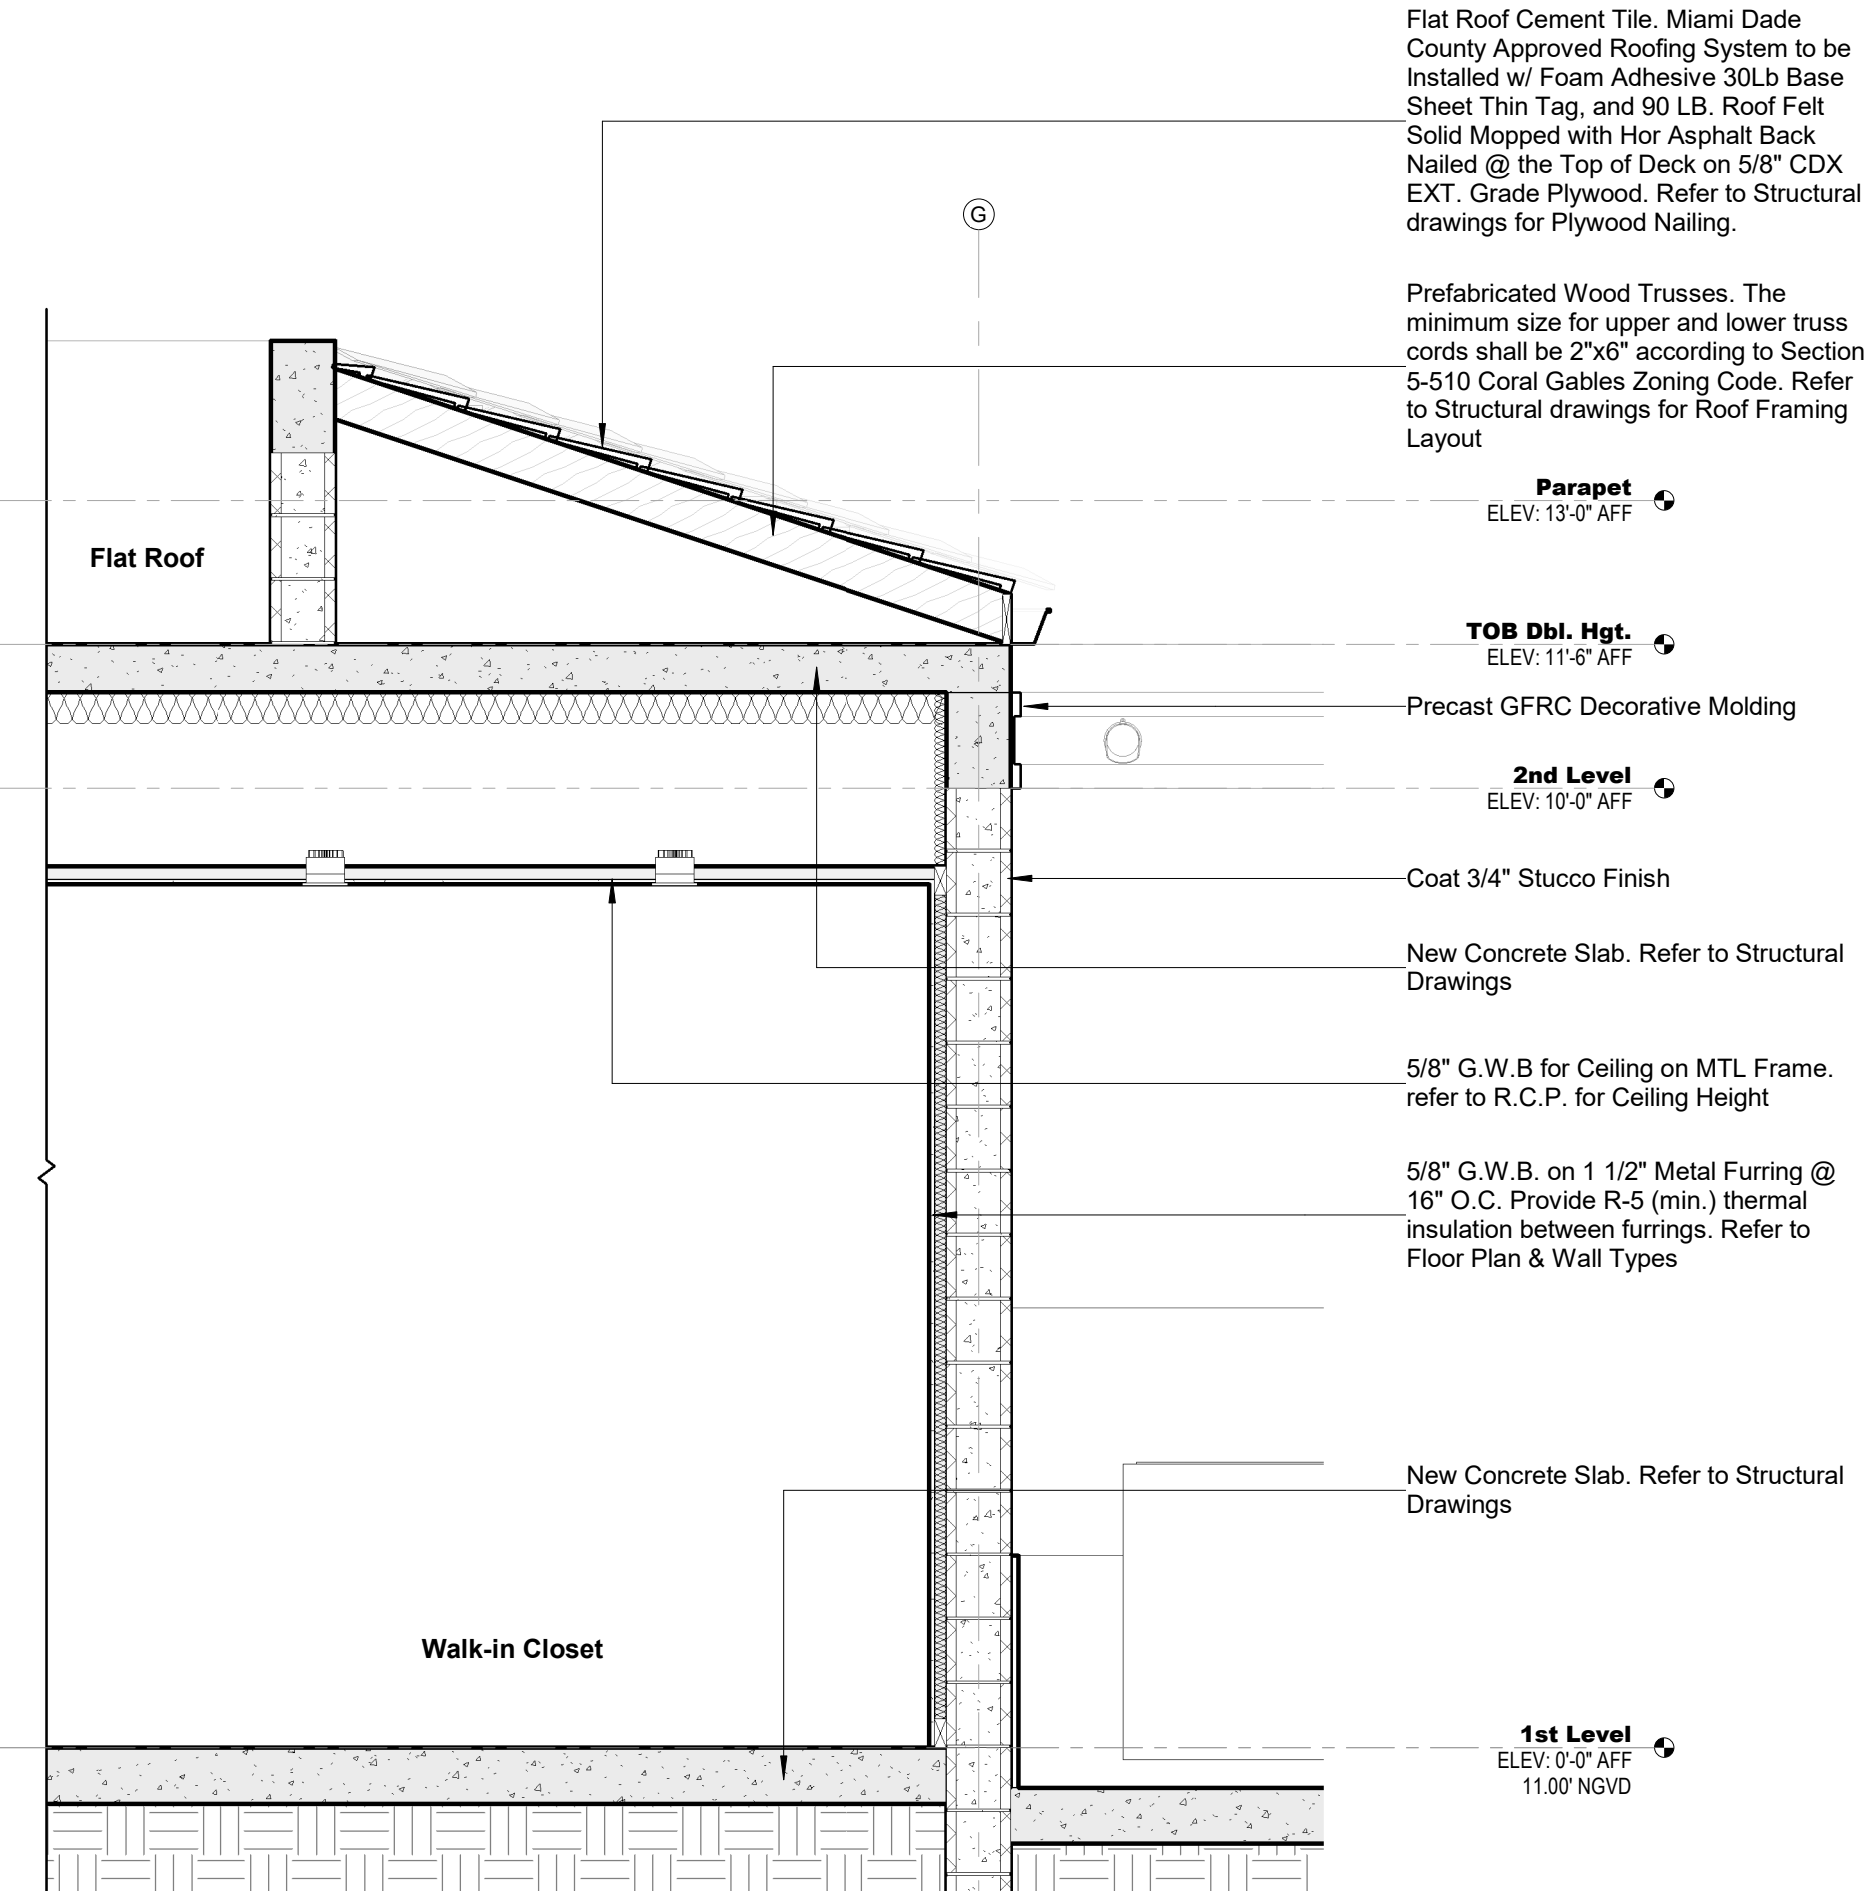 Flat Roof Cement Tile. Miami Dade
County Approved Roofing System to be
Installed w/ Foam Adhesive 30Lb Base
Sheet Thin Tag, and 90 LB. Roof Felt
Solid Mopped with Hor Asphalt Back
Nailed @ the Top of Deck on 5/8" CDX
EXT. Grade Plywood. Refer to Structural
drawings for Plywood Nailing.
G
Prefabricated Wood Trusses. The
minimum size for upper and lower truss
cords shall be 2"x6" according to Section
5-510 Coral Gables Zoning Code. Refer
to Structural drawings for Roof Framing
Layout
Parapet
ELEV: 13'-0" AFF
Flat Roof
TOB Dbl. Hgt.
ELEV: 11'-6" AFF
Precast GFRC Decorative Molding
2nd Level
ELEV: 10'-0" AFF
Coat 3/4" Stucco Finish
New Concrete Slab. Refer to Structural
Drawings
5/8" G.W.B for Ceiling on MTL Frame.
refer to R.C.P. for Ceiling Height
5/8" G.W.B. on 1 1/2" Metal Furring @
16" O.C. Provide R-5 (min.) thermal
insulation between furrings. Refer to
Floor Plan & Wall Types
New Concrete Slab. Refer to Structural
Drawings
Walk-in Closet
1st Level
ELEV: 0'-0" AFF
11.00' NGVD